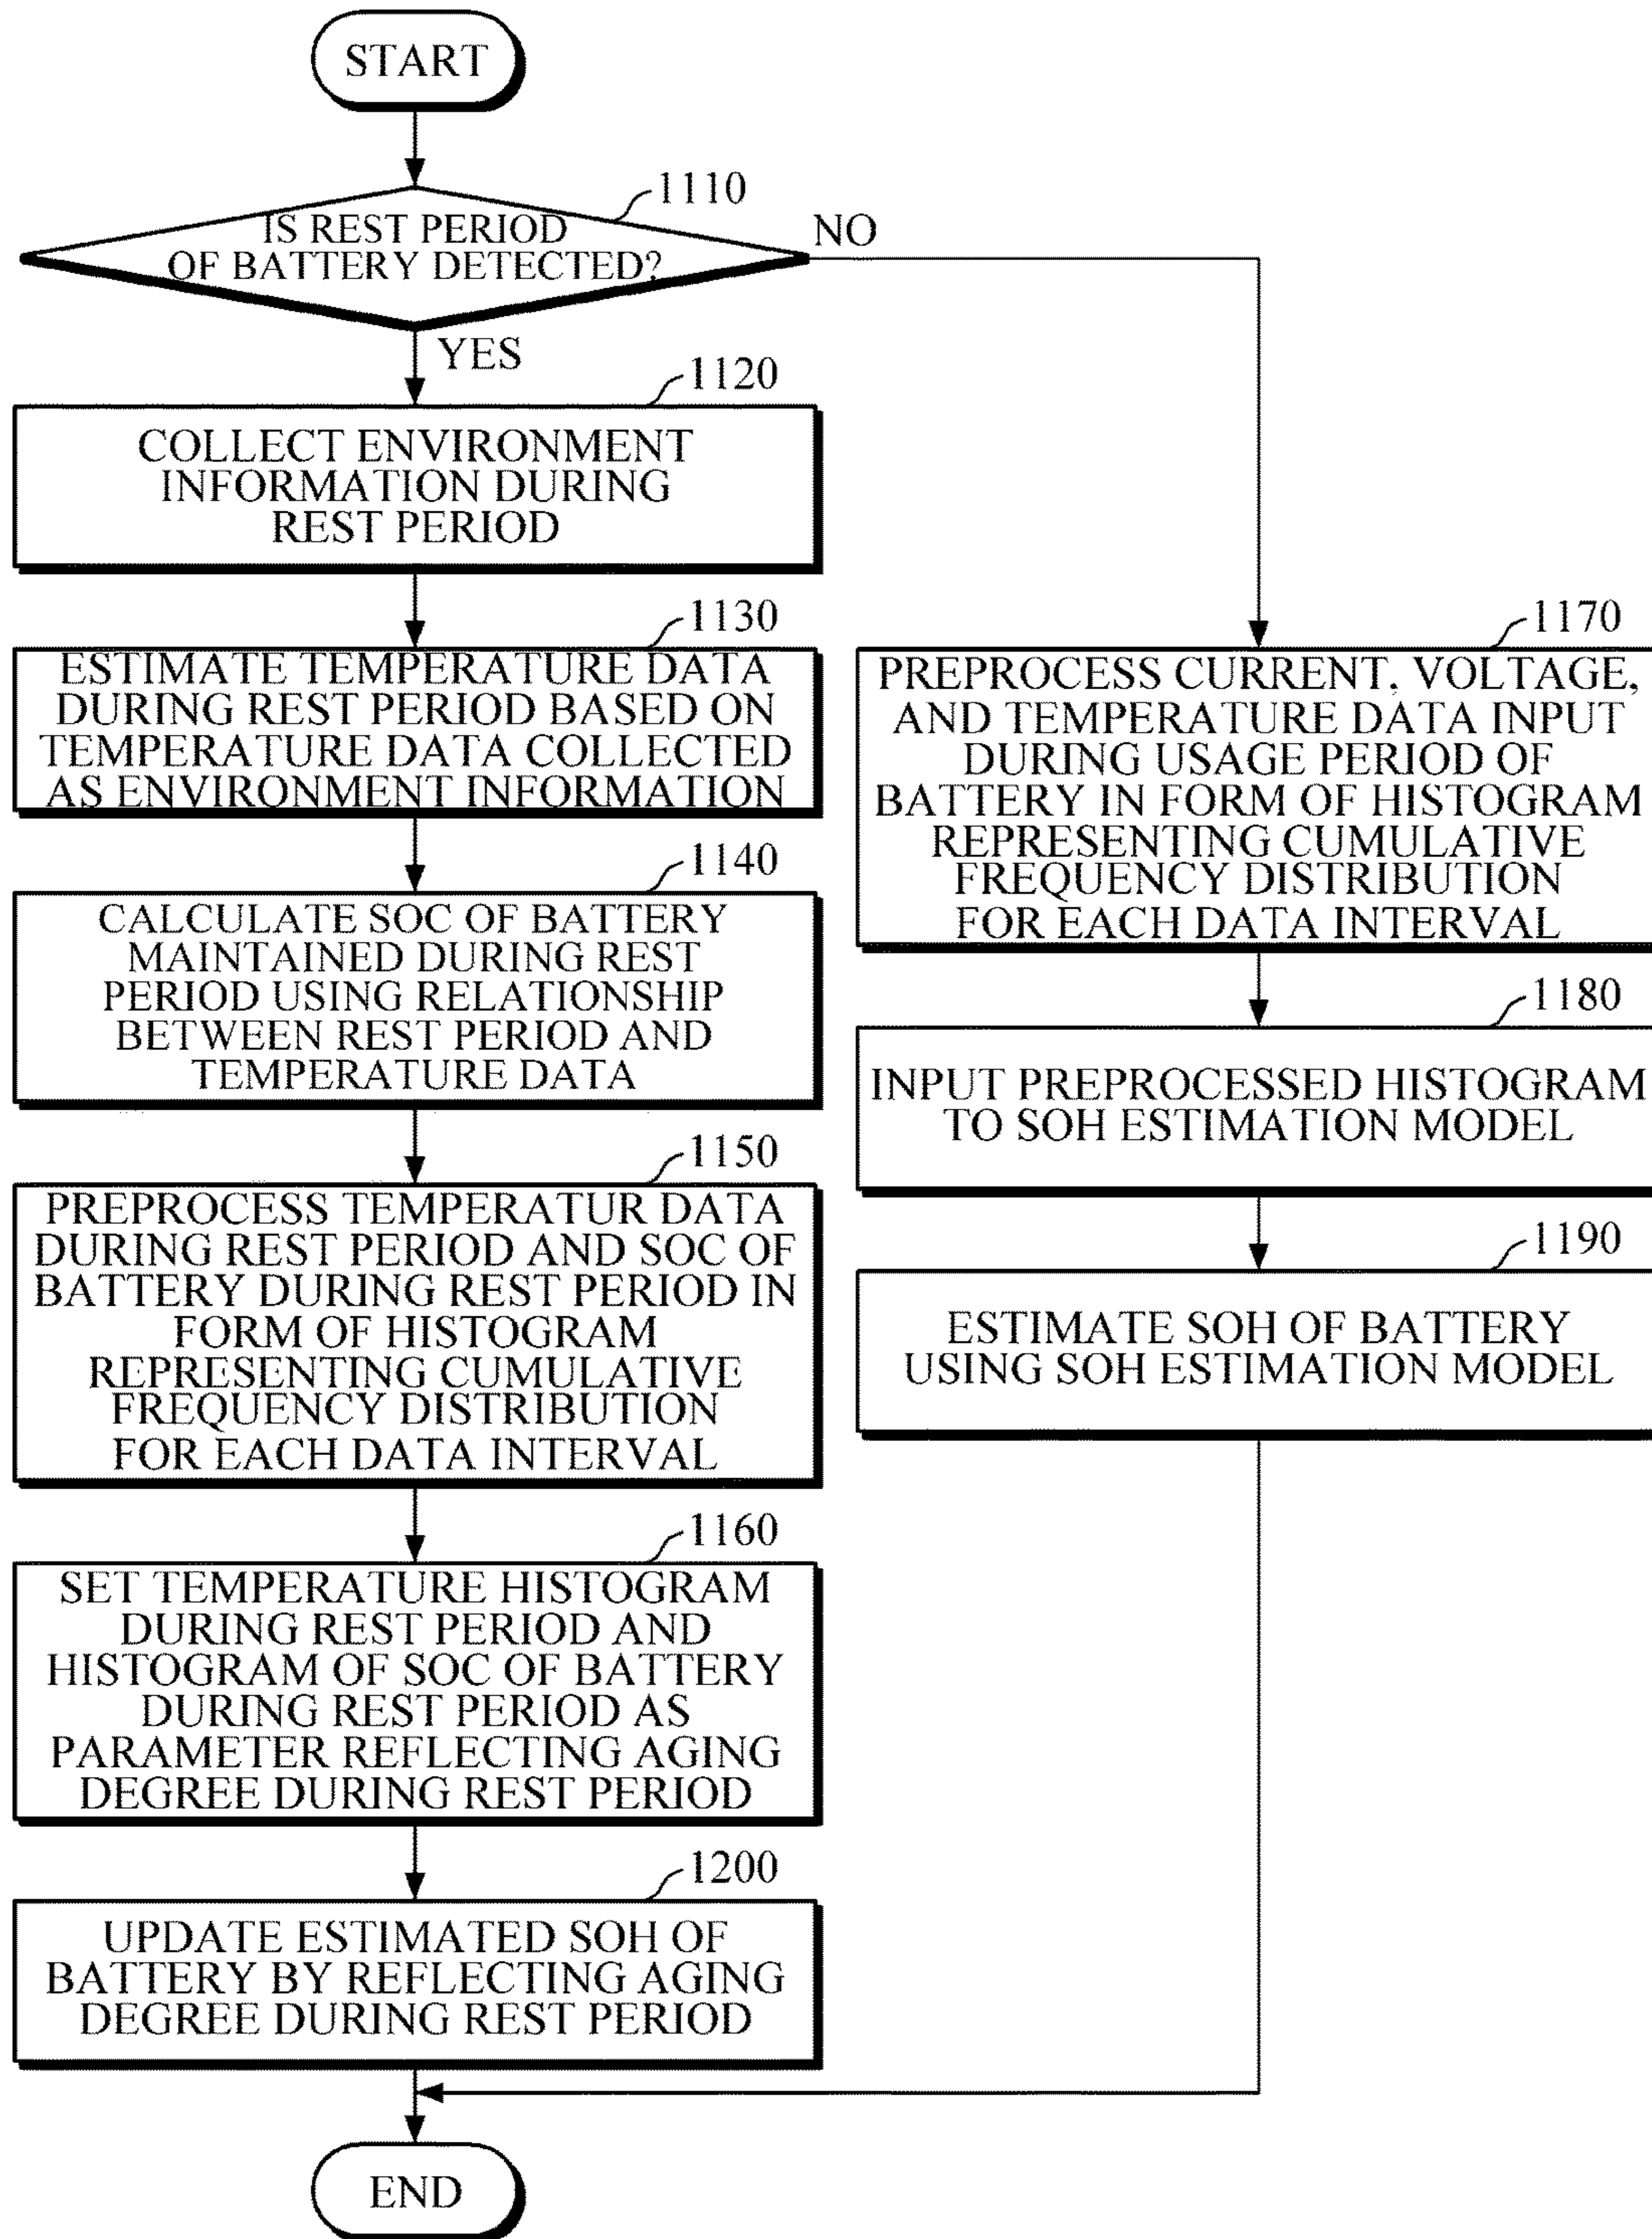 START
1110
IS REST PERIOD
OF BATTERY DETECTED?
NO
YES
1120
COLLECT ENVIRONMENT
INFORMATION DURING
REST PERIOD
1130
ESTIMATE TEMPERATURE DATA
DURING REST PERIOD BASED ON
TEMPERATURE DATA COLLECTED
AS ENVIRONMENT INFORMATION
1140
CALCULATE SOC OF BATTERY
MAINTAINED DURING REST
PERIOD USING RELATIONSHIP
BETWEEN REST PERIOD AND
TEMPERATURE DATA
1150
PREPROCESS TEMPERATUR DATA
DURING REST PERIOD AND SOC OF
BATTERY DURING REST PERIOD IN
FORM OF HISTOGRAM
REPRESENTING CUMULATIVE
FREQUENCY DISTRIBUTION
FOR EACH DATA INTERVAL
1160
SET TEMPERATURE HISTOGRAM
DURING REST PERIOD AND
HISTOGRAM OF SOC OF BATTERY
DURING REST PERIOD AS
PARAMETER REFLECTING AGING
DEGREE DURING REST PERIOD
1200
UPDATE ESTIMATED SOH OF
BATTERY BY REFLECTING AGING
DEGREE DURING REST PERIOD
1170
PREPROCESS CURRENT, VOLTAGE,
AND TEMPERATURE DATA INPUT
DURING USAGE PERIOD OF
BATTERY IN FORM OF HISTOGRAM
REPRESENTING CUMULATIVE
FREQUENCY DISTRIBUTION
FOR EACH DATA INTERVAL
1180
INPUT PREPROCESSED HISTOGRAM
TO SOH ESTIMATION MODEL
1190
ESTIMATE SOH OF BATTERY
USING SOH ESTIMATION MODEL
END